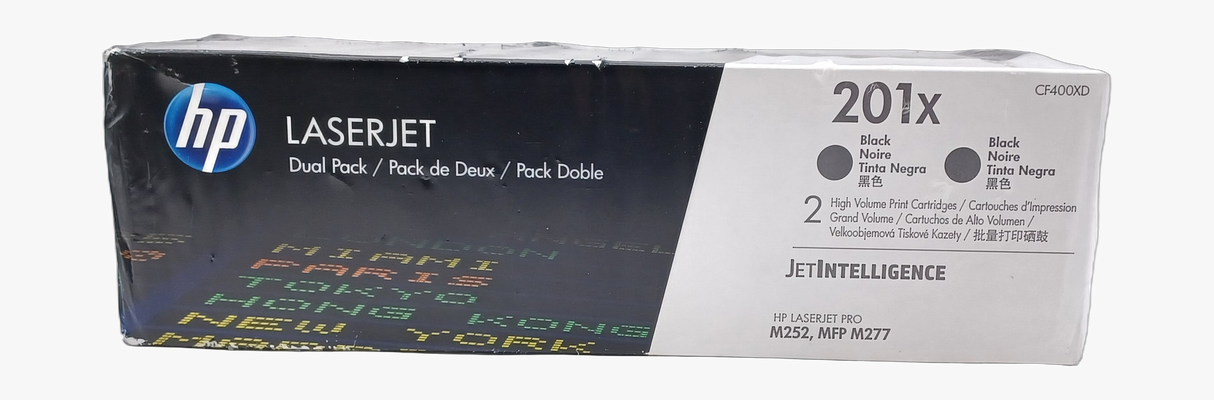 hp
LASERJET
Dual Pack / Pack de Deux / Pack Doble
MIAMI
PARIS
TOKYO
HONG KONG
NEW YORK
201x
CF400XD
Black
Noire
Tinta Negra
黑色
Black
Noire
Tinta Negra
黑色
2 High Volume Print Cartridges / Cartouches d'Impression
Grand Volume / Cartuchos de Alto Volumen /
Velkoobjemová Tiskové Kazety / 批量打印硒鼓
JETINTELLIGENCE
HP LASERJET PRO
M252, MFP M277